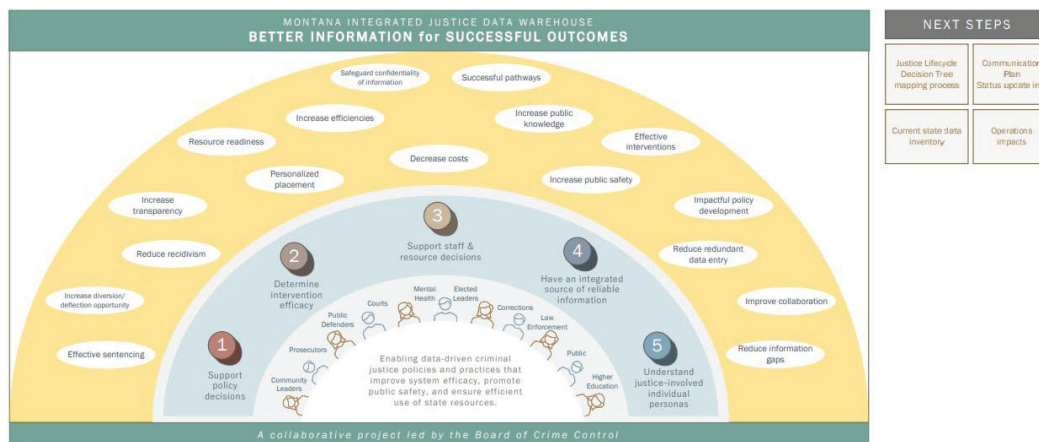 MONTANA INTEGRATED JUSTICE DATA WAREHOUSE
BETTER INFORMATION for SUCCESSFUL OUTCOMES
Safeguard confidentiality
of information
Successful pathways
Increase efficiencies
Increase public
knowledge
Resource readiness
Effective
interventions
Decrease costs
Personalized
placement
Increase public safety
Increase
transparency
Impactful policy
development
Reduce recidivism
Reduce redundant
data entry
Increase diversion/
deflection opportunity
Improve collaboration
Effective sentencing
Reduce information
gaps
1
Support
policy
decisions
2
Determine
intervention
efficacy
3
Support staff &
resource decisions
4
Have an integrated
source of reliable
information
5
Understand
justice-involved
individual
personas
Community
Leaders
Prosecutors
Public
Defenders
Courts
Mental
Health
Elected
Leaders
Corrections
Law
Enforcement
Public
Higher
Education
Enabling data-driven criminal
justice policies and practices that
improve system efficacy, promote
public safety, and ensure efficient
use of state resources.
A collaborative project led by the Board of Crime Control
NEXT STEPS
Justice Lifecycle
Decision Tree
mapping process
Communication
Plan
Status update in
Current state data
inventory
Operations
impacts